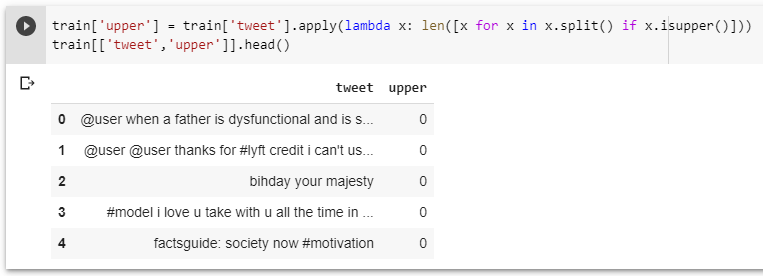 train['upper'] = train['tweet'].apply(lambda x: len([x for x in x.split() if x.isupper()]))
train[['tweet','upper']].head()
tweet upper
0 @user when a father is dysfunctional and is s... 0
1 @user @user thanks for #lyft credit i can't us... 0
2 bihday your majesty 0
3 #model i love u take with u all the time in ... 0
4 factsguide: society now #motivation 0